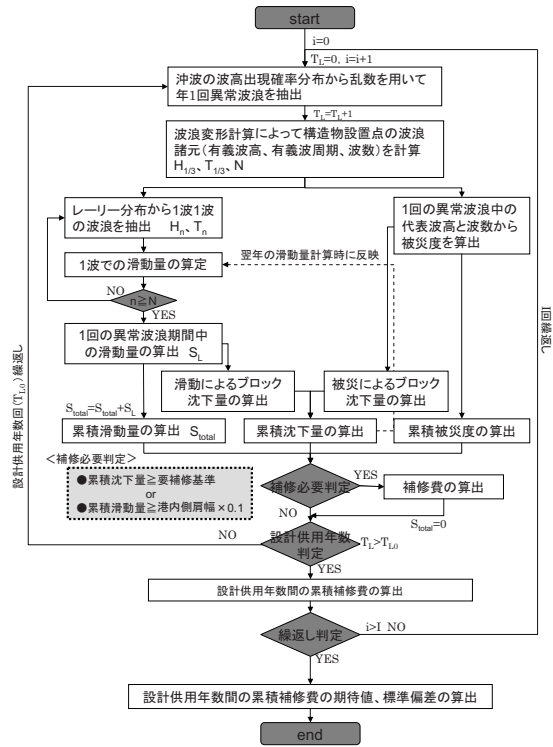 start
i=0
T_L=0, i=i+1
沖波の波高出現確率分布から乱数を用いて
年1回異常波浪を抽出
T_L=T_L+1
波浪変形計算によって構造物設置点の波浪
諸元(有義波高、有義波周期、波数)を計算
H_1/3、T_1/3、N
レーリー分布から1波1波
の波浪を抽出 H_n、T_n
1回の異常波浪中の
代表波高と波数から
被災度を算出
1波での滑動量の算定
翌年の滑動量計算時に反映
NO
n≧N
YES
1回の異常波浪期間中
の滑動量の算出 S_L
滑動によるブロック
沈下量の算出
被災によるブロック
沈下量の算出
S_total=S_total+S_L
累積滑動量の算出 S_total
累積沈下量の算出
累積被災度の算出
<補修必要判定>
●累積沈下量≧要補修基準
or
●累積滑動量≧港内側肩幅×0.1
補修必要判定
YES
補修費の算出
NO
S_total=0
NO
設計供用年数
判定
T_L>T_L0
YES
設計供用年数間の累積補修費の算出
繰返し判定
i>I NO
YES
設計供用年数間の累積補修費の期待値、標準偏差の算出
end
設計供用年数回(T_L0)繰返し
I回繰返し